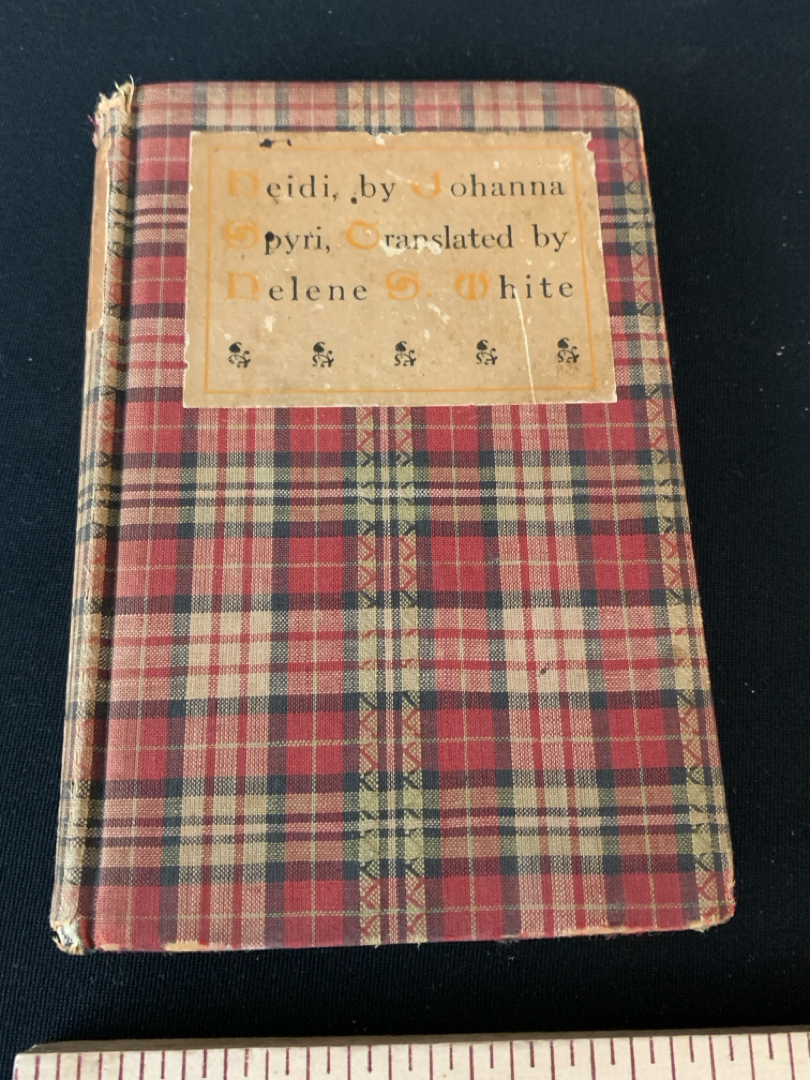 Heidi, by Johanna
Spyri, Translated by
Helene S. White